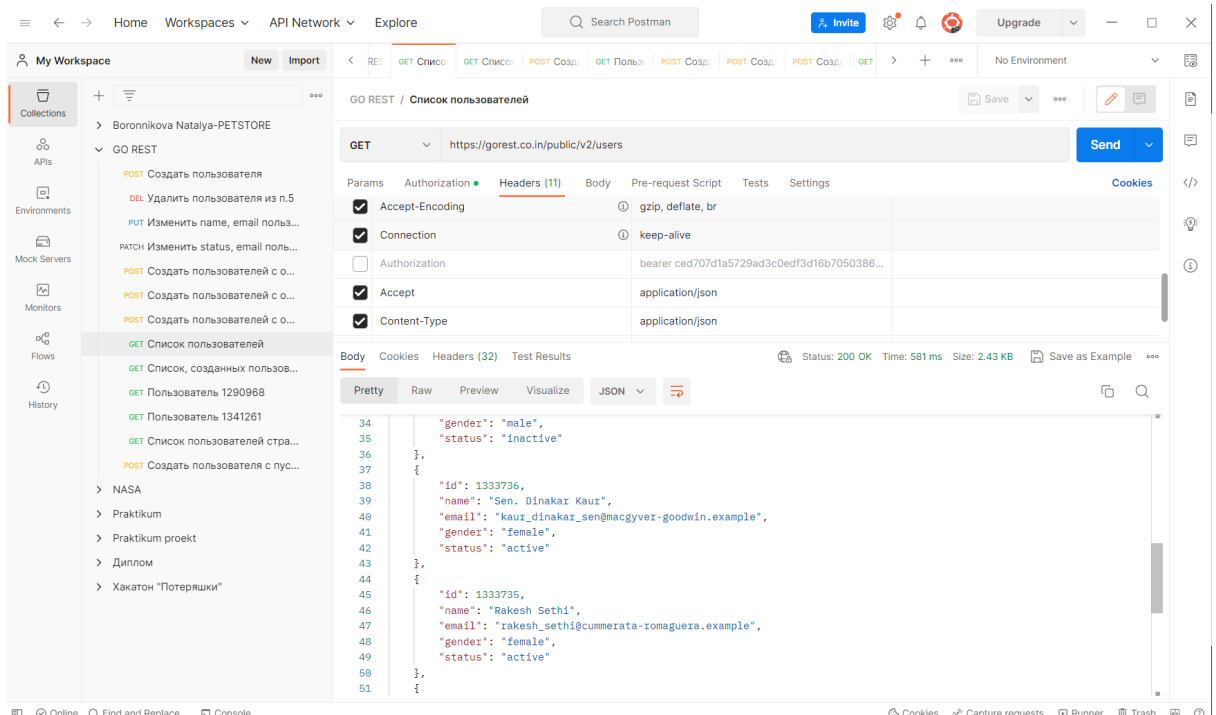 Home Workspaces API Network Explore Search Postman Invite Upgrade
My Workspace New Import
GET Списо GET Списо POST Созд GET Польз POST Созд POST Созд POST Созд GET No Environment
Collections
APIs
Environments
Mock Servers
Monitors
Flows
History
Boronnikova Natalya-PETSTORE
GO REST
POST Создать пользователя
DEL Удалить пользователя из п.5
PUT Изменить name, email польз...
PATCH Изменить status, email поль...
POST Создать пользователей с о...
POST Создать пользователей с о...
POST Создать пользователей с о...
GET Список пользователей
GET Список, созданных пользов...
GET Пользователь 1290968
GET Пользователь 1341261
GET Список пользователей стра...
POST Создать пользователя с пус...
NASA
Praktikum
Praktikum proekt
Диплом
Хакатон "Потеряшки"
GO REST / Список пользователей Save
GET https://gorest.co.in/public/v2/users Send
Params Authorization Headers (11) Body Pre-request Script Tests Settings Cookies
Accept-Encoding gzip, deflate, br
Connection keep-alive
Authorization bearer ced707d1a5729ad3c0edf3d16b7050386...
Accept application/json
Content-Type application/json
Body Cookies Headers (32) Test Results Status: 200 OK Time: 581 ms Size: 2.43 KB Save as Example
Pretty Raw Preview Visualize JSON
34 "gender": "male",
35 "status": "inactive"
36 },
37 {
38 "id": 1333736,
39 "name": "Sen. Dinakar Kaur",
40 "email": "kaur_dinakar_sen@macgyver-goodwin.example",
41 "gender": "female",
42 "status": "active"
43 },
44 {
45 "id": 1333735,
46 "name": "Rakesh Sethi",
47 "email": "rakesh_sethi@cummerata-romaguera.example",
48 "gender": "female",
49 "status": "active"
50 },
51 {
Online Find and Replace Console Cookies Capture requests Runner Trash